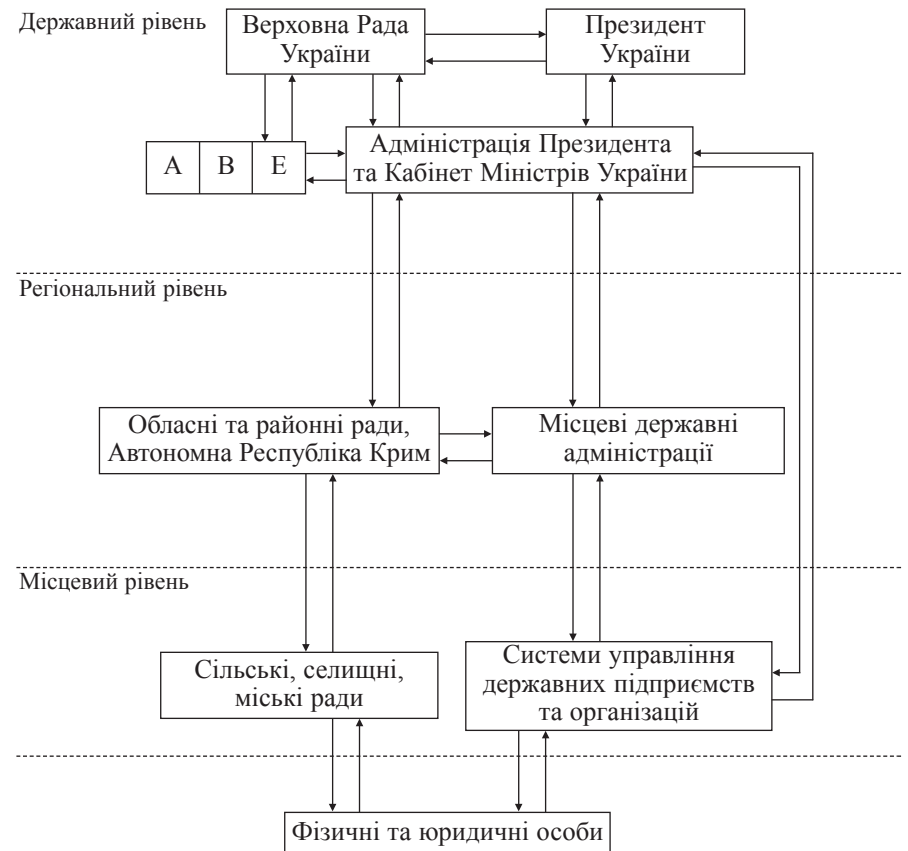 Державний рівень
Верховна Рада
України
Президент
України
А В Е
Адміністрація Президента
та Кабінет Міністрів України
Регіональний рівень
Обласні та районні ради,
Автономна Республіка Крим
Місцеві державні
адміністрації
Місцевий рівень
Сільські, селищні,
міські ради
Системи управління
державних підприємств
та організацій
Фізичні та юридичні особи